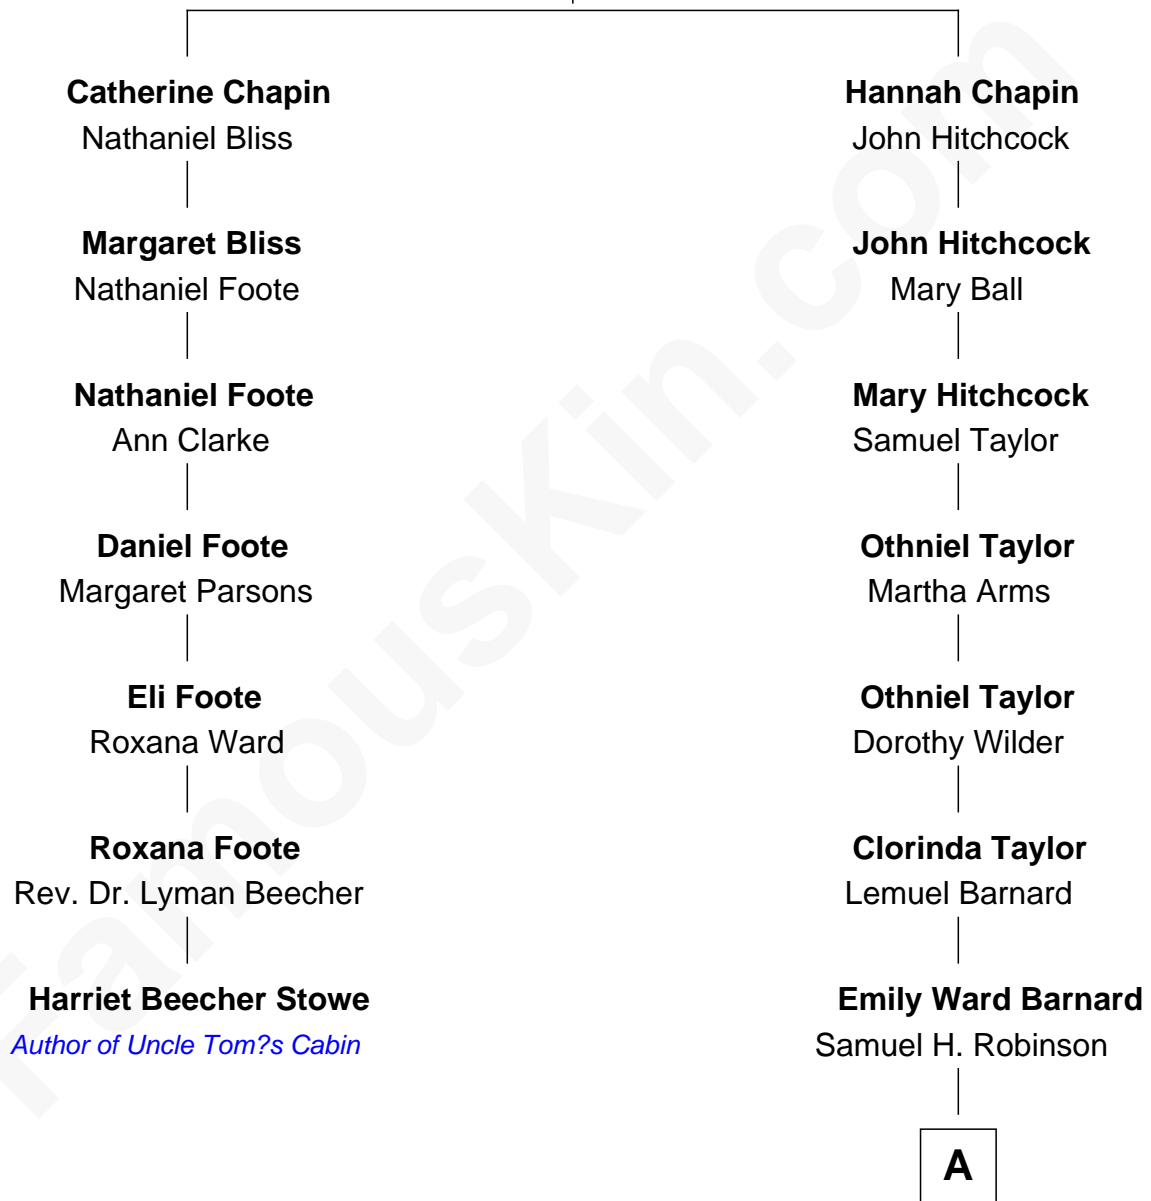 Catherine Chapin
Nathaniel Bliss
Margaret Bliss
Nathaniel Foote
Nathaniel Foote
Ann Clarke
Daniel Foote
Margaret Parsons
Eli Foote
Roxana Ward
Roxana Foote
Rev. Dr. Lyman Beecher
Harriet Beecher Stowe
Author of Uncle Tom?s Cabin
Hannah Chapin
John Hitchcock
John Hitchcock
Mary Ball
Mary Hitchcock
Samuel Taylor
Othniel Taylor
Martha Arms
Othniel Taylor
Dorothy Wilder
Clorinda Taylor
Lemuel Barnard
Emily Ward Barnard
Samuel H. Robinson
A
FamousKin.com